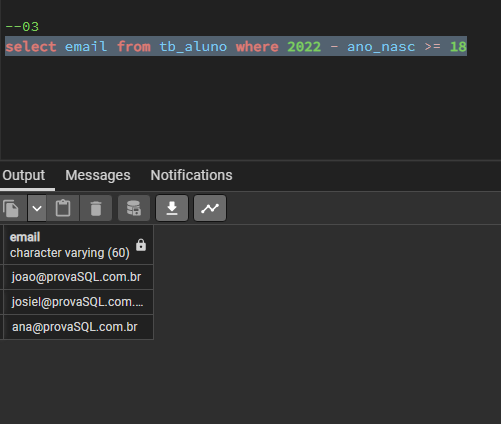 --03
select email from tb_aluno where 2022 - ano_nasc >= 18
Output Messages Notifications
email
character varying (60)
joao@provaSQL.com.br
josiel@provaSQL.com....
ana@provaSQL.com.br